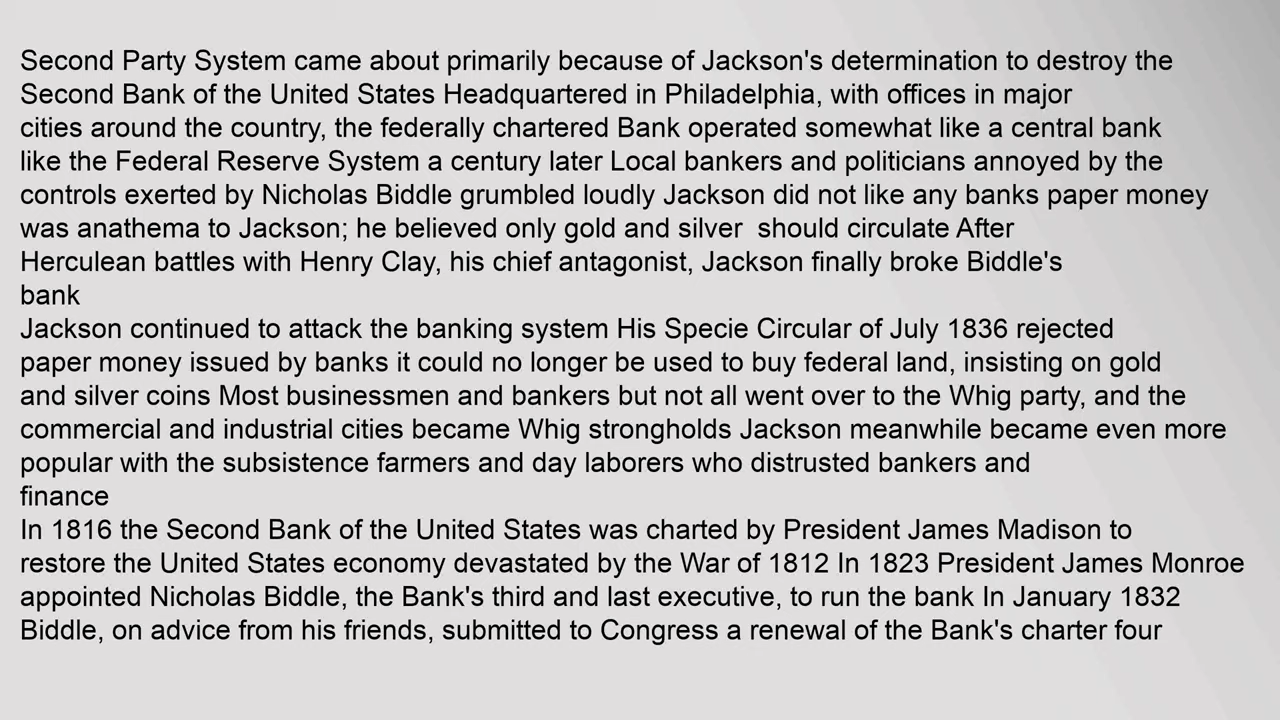 Second Party System came about primarily because of Jackson's determination to destroy the
Second Bank of the United States Headquartered in Philadelphia, with offices in major
cities around the country, the federally chartered Bank operated somewhat like a central bank
like the Federal Reserve System a century later Local bankers and politicians annoyed by the
controls exerted by Nicholas Biddle grumbled loudly Jackson did not like any banks paper money
was anathema to Jackson; he believed only gold and silver  should circulate After
Herculean battles with Henry Clay, his chief antagonist, Jackson finally broke Biddle's
bank
Jackson continued to attack the banking system His Specie Circular of July 1836 rejected
paper money issued by banks it could no longer be used to buy federal land, insisting on gold
and silver coins Most businessmen and bankers but not all went over to the Whig party, and the
commercial and industrial cities became Whig strongholds Jackson meanwhile became even more
popular with the subsistence farmers and day laborers who distrusted bankers and
finance
In 1816 the Second Bank of the United States was charted by President James Madison to
restore the United States economy devastated by the War of 1812 In 1823 President James Monroe
appointed Nicholas Biddle, the Bank's third and last executive, to run the bank In January 1832
Biddle, on advice from his friends, submitted to Congress a renewal of the Bank's charter four